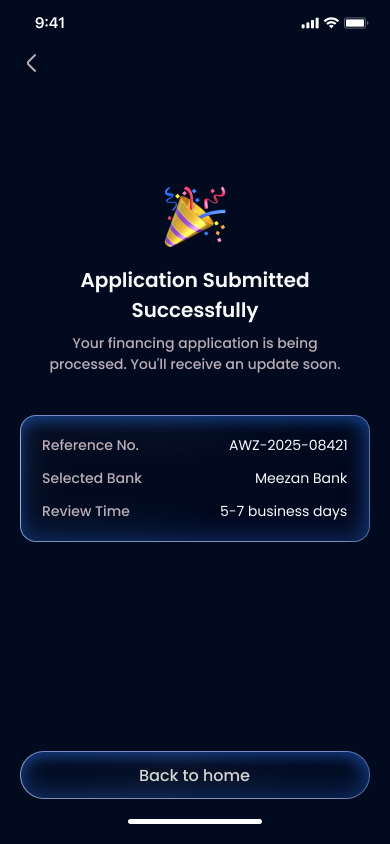 9:41
Application Submitted
Successfully
Your financing application is being
processed. You'll receive an update soon.
Reference No. AWZ-2025-08421
Selected Bank Meezan Bank
Review Time 5-7 business days
Back to home